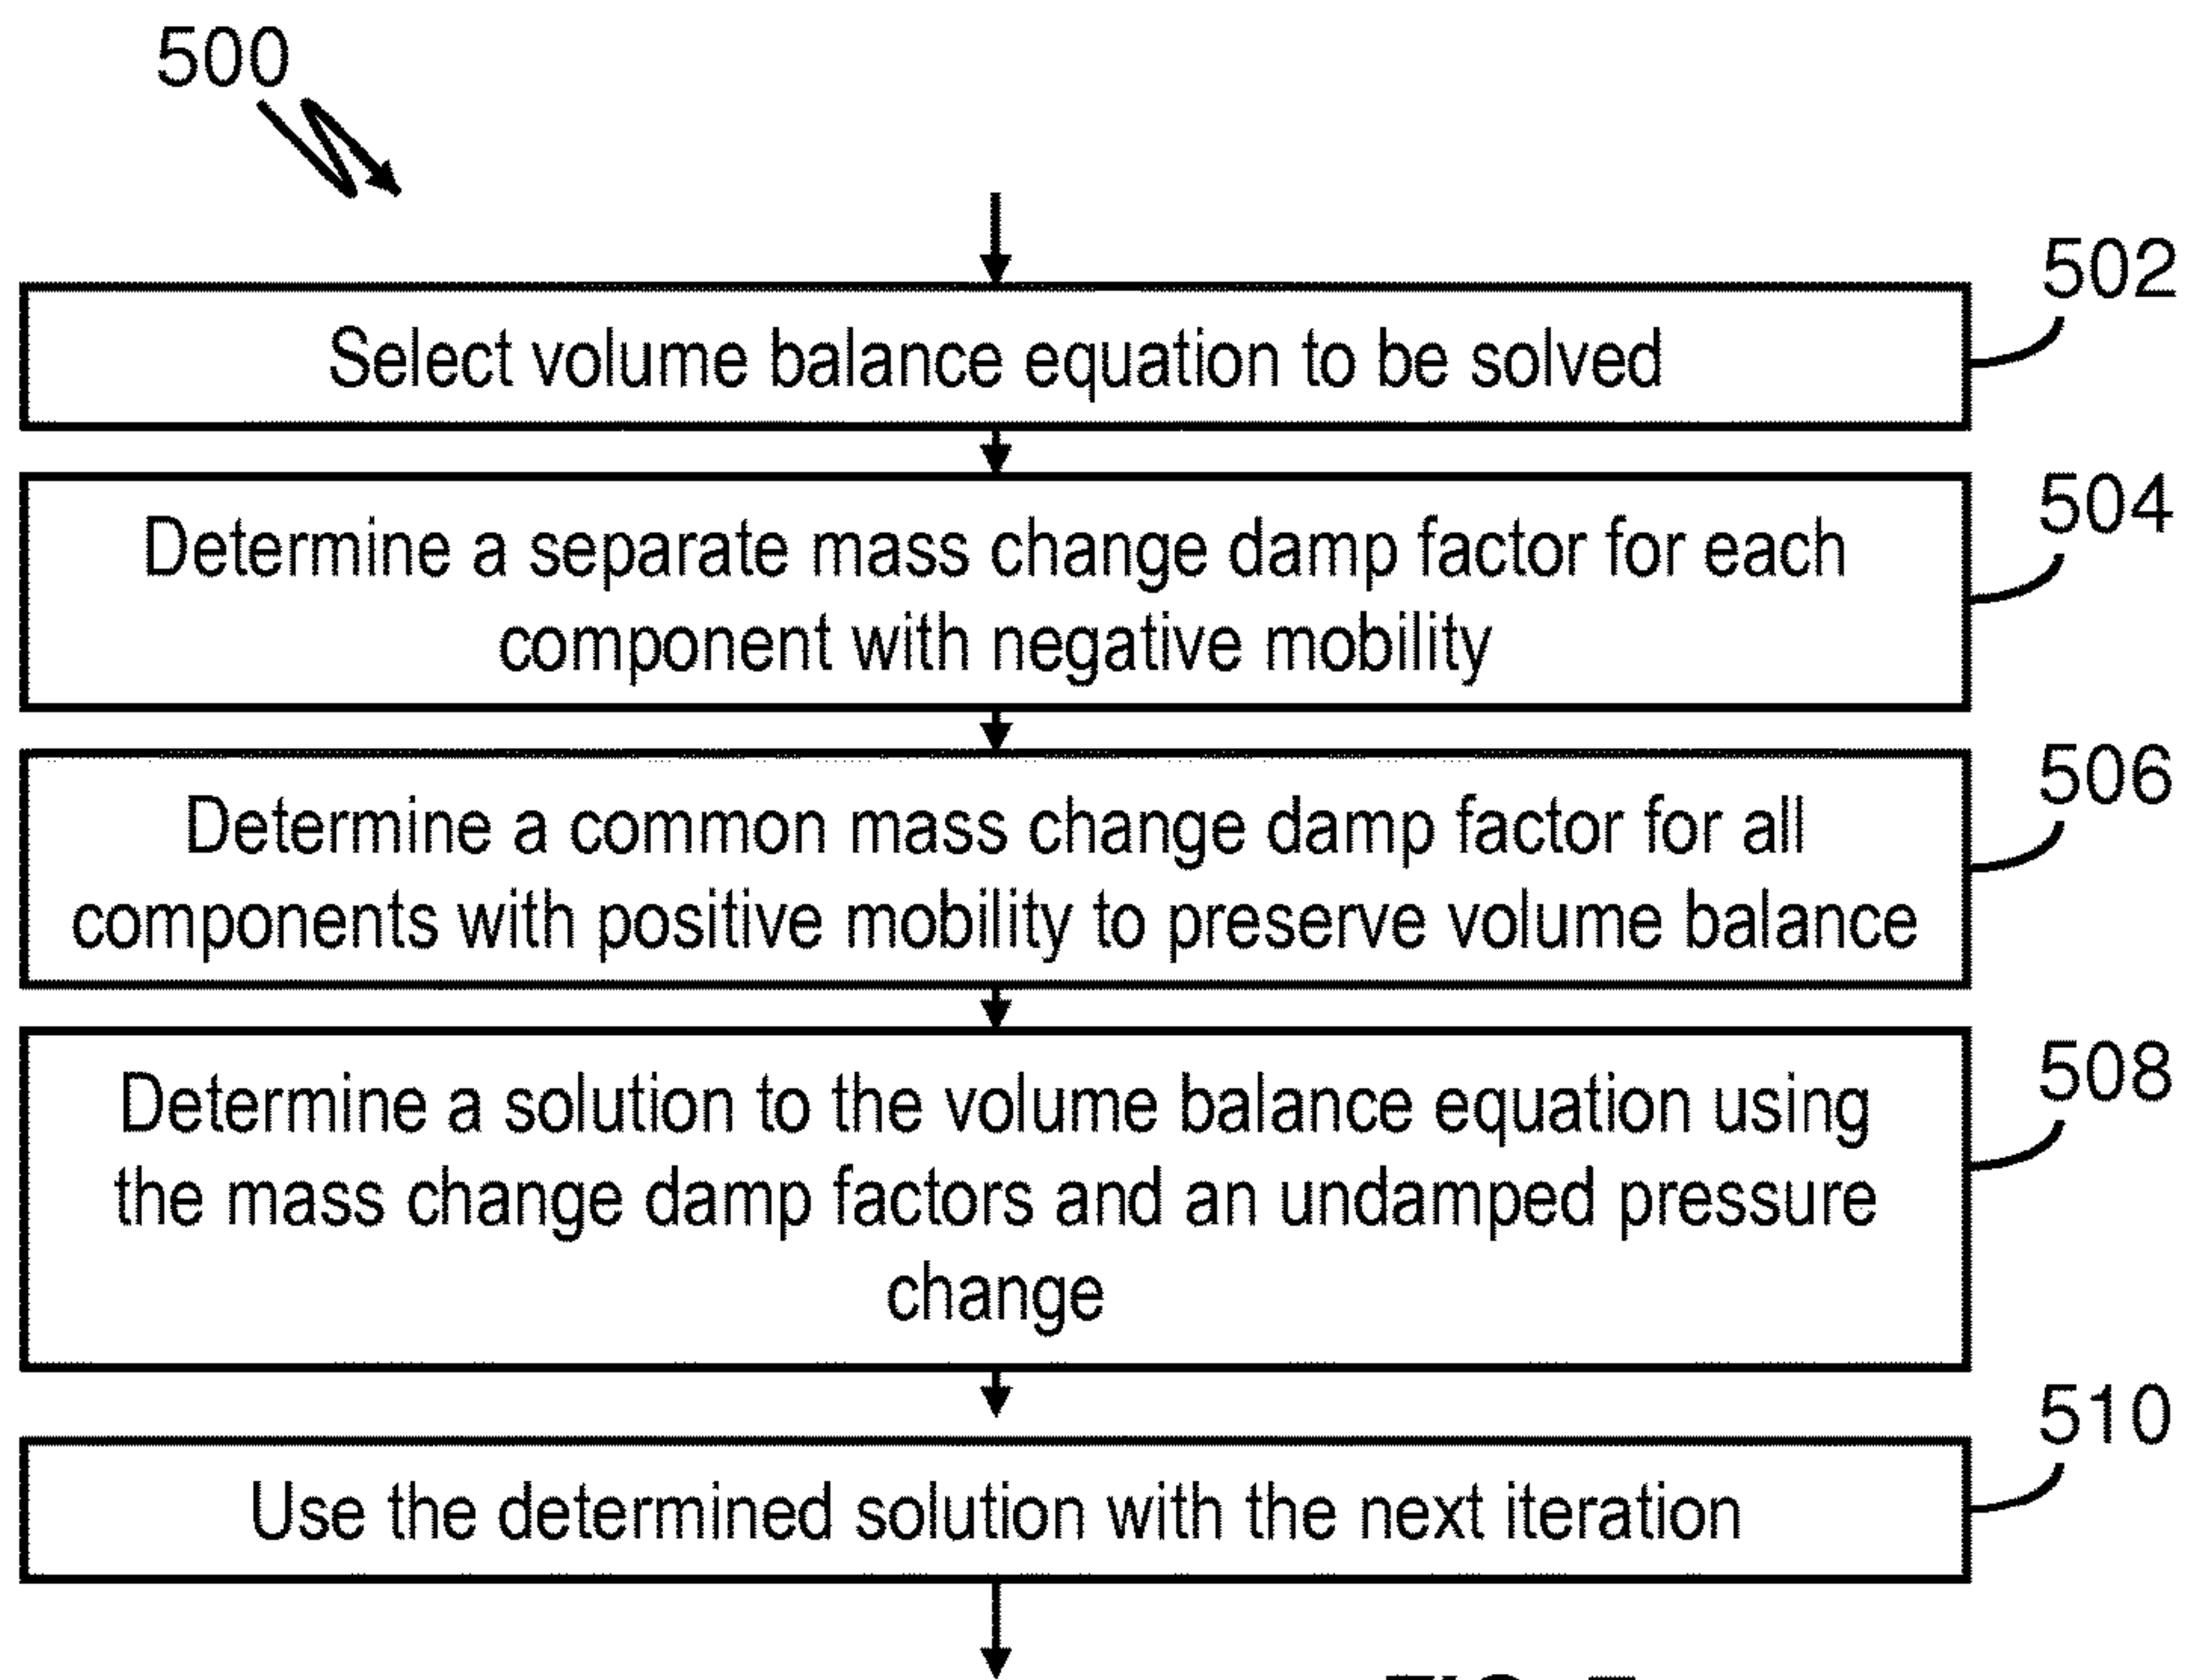 500
502
Select volume balance equation to be solved
504
Determine a separate mass change damp factor for each
component with negative mobility
506
Determine a common mass change damp factor for all
components with positive mobility to preserve volume balance
508
Determine a solution to the volume balance equation using
the mass change damp factors and an undamped pressure
change
510
Use the determined solution with the next iteration